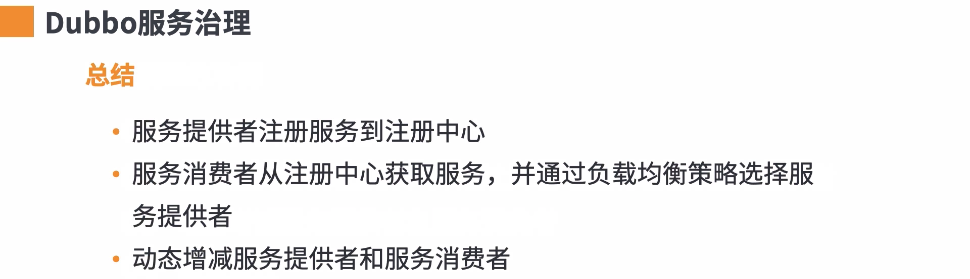 Dubbo服务治理
总结
• 服务提供者注册服务到注册中心
• 服务消费者从注册中心获取服务，并通过负载均衡策略选择服
务提供者
• 动态增减服务提供者和服务消费者